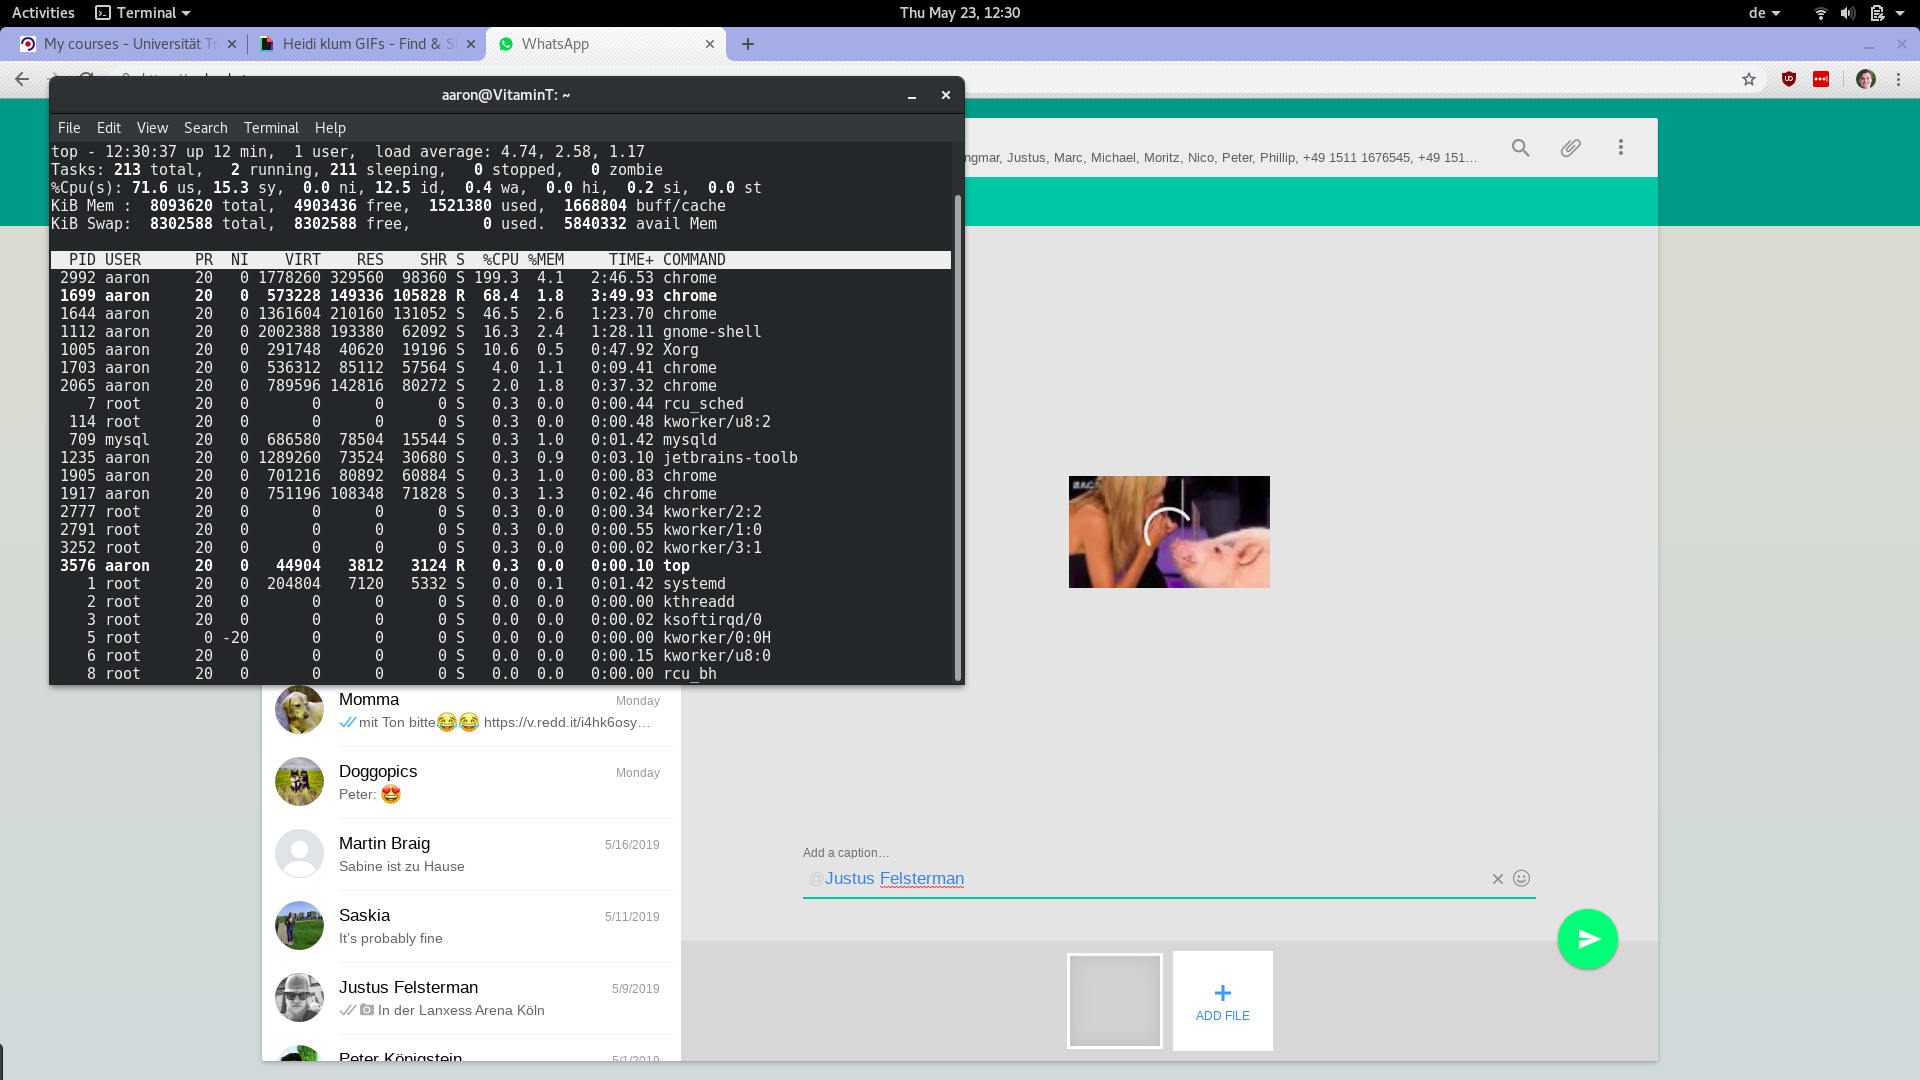 Activities Terminal Thu May 23, 12:30 de
My courses - Universität Tr Heidi klum GIFs - Find & S WhatsApp
aaron@VitaminT: ~
File Edit View Search Terminal Help
top - 12:30:37 up 12 min,  1 user,  load average: 4.74, 2.58, 1.17
Tasks: 213 total,   2 running, 211 sleeping,   0 stopped,   0 zombie
%Cpu(s): 71.6 us, 15.3 sy,  0.0 ni, 12.5 id,  0.4 wa,  0.0 hi,  0.2 si,  0.0 st
KiB Mem :  8093620 total,  4903436 free,  1521380 used,  1668804 buff/cache
KiB Swap:  8302588 total,  8302588 free,        0 used.  5840332 avail Mem
PID USER PR NI VIRT RES SHR S %CPU %MEM TIME+ COMMAND
2992 aaron 20 0 1778260 329560 98360 S 199.3 4.1 2:46.53 chrome
1699 aaron 20 0 573228 149336 105828 R 68.4 1.8 3:49.93 chrome
1644 aaron 20 0 1361604 210160 131052 S 46.5 2.6 1:23.70 chrome
1112 aaron 20 0 2002388 193380 62092 S 16.3 2.4 1:28.11 gnome-shell
1005 aaron 20 0 291748 40620 19196 S 10.6 0.5 0:47.92 Xorg
1703 aaron 20 0 536312 85112 57564 S 4.0 1.1 0:09.41 chrome
2065 aaron 20 0 789596 142816 80272 S 2.0 1.8 0:37.32 chrome
7 root 20 0 0 0 0 S 0.3 0.0 0:00.44 rcu_sched
114 root 20 0 0 0 0 S 0.3 0.0 0:00.48 kworker/u8:2
709 mysql 20 0 686580 78504 15544 S 0.3 1.0 0:01.42 mysqld
1235 aaron 20 0 1289260 73524 30680 S 0.3 0.9 0:03.10 jetbrains-toolb
1905 aaron 20 0 701216 80892 60884 S 0.3 1.0 0:00.83 chrome
1917 aaron 20 0 751196 108348 71828 S 0.3 1.3 0:02.46 chrome
2777 root 20 0 0 0 0 S 0.3 0.0 0:00.34 kworker/2:2
2791 root 20 0 0 0 0 S 0.3 0.0 0:00.55 kworker/1:0
3252 root 20 0 0 0 0 S 0.3 0.0 0:00.02 kworker/3:1
3576 aaron 20 0 44904 3812 3124 R 0.3 0.0 0:00.10 top
1 root 20 0 204804 7120 5332 S 0.0 0.1 0:01.42 systemd
2 root 20 0 0 0 0 S 0.0 0.0 0:00.00 kthreadd
3 root 20 0 0 0 0 S 0.0 0.0 0:00.02 ksoftirqd/0
5 root 0 -20 0 0 0 S 0.0 0.0 0:00.00 kworker/0:0H
6 root 20 0 0 0 0 S 0.0 0.0 0:00.15 kworker/u8:0
8 root 20 0 0 0 0 S 0.0 0.0 0:00.00 rcu_bh
ngmar, Justus, Marc, Michael, Moritz, Nico, Peter, Phillip, +49 1511 1676545, +49 151…
Momma Monday
mit Ton bitte😂😂 https://v.redd.it/i4hk6osy…
Doggopics Monday
Peter: 😍
Martin Braig 5/16/2019
Sabine ist zu Hause
Saskia 5/11/2019
It's probably fine
Justus Felsterman 5/9/2019
In der Lanxess Arena Köln
Peter Königstein 5/1/2019
Add a caption…
@Justus Felsterman
ADD FILE